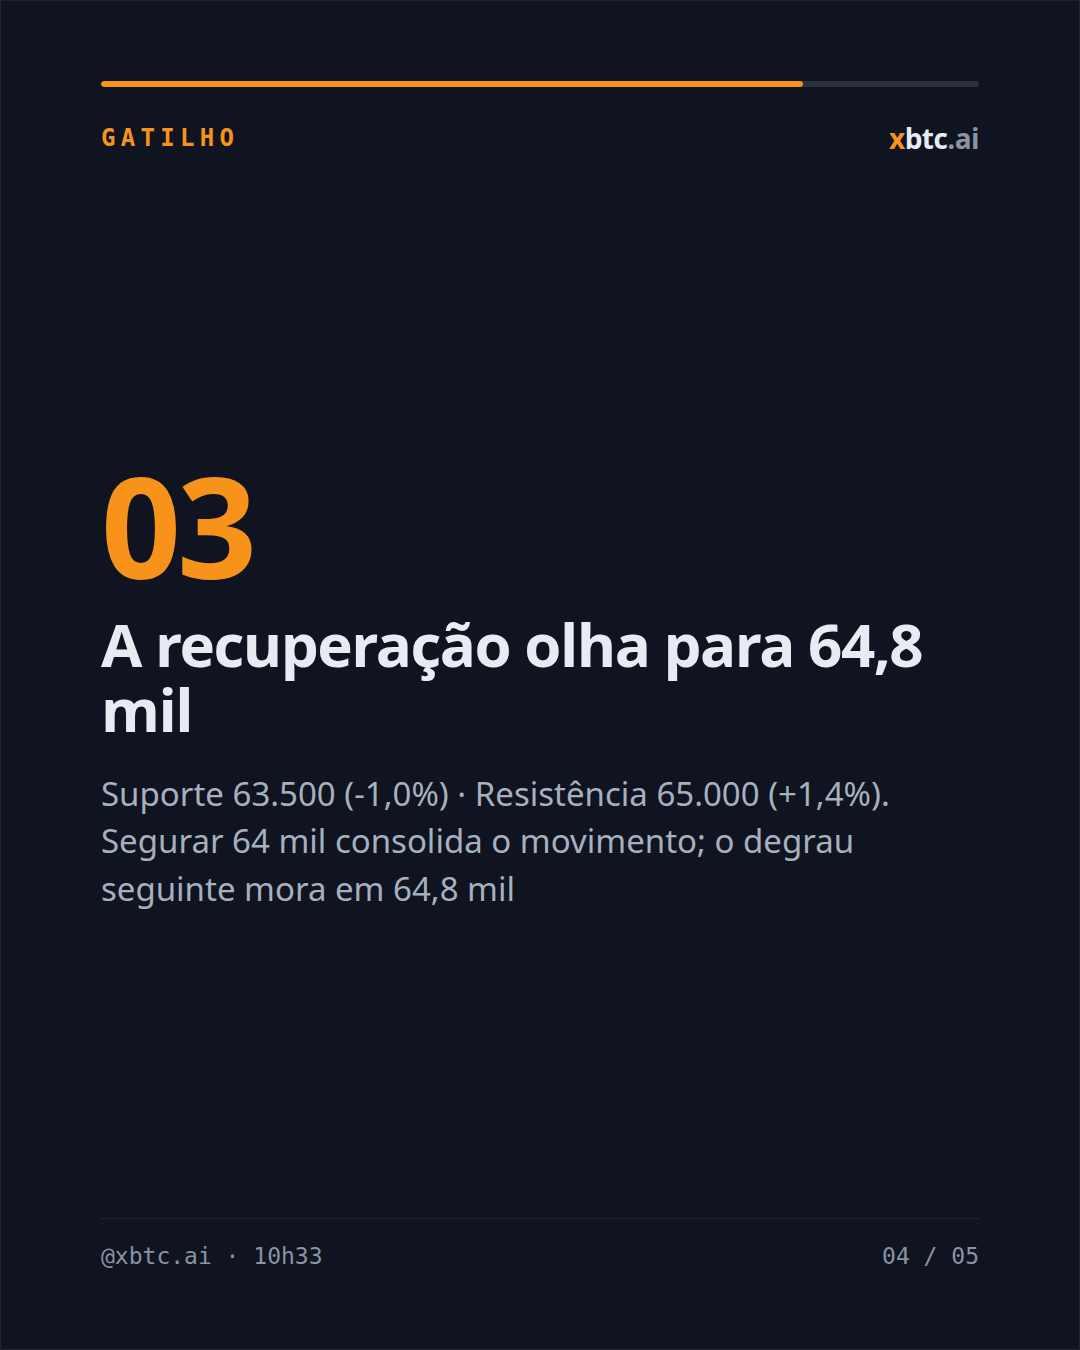 GATILHO
xbtc.ai
03
A recuperação olha para 64,8
mil
Suporte 63.500 (-1,0%) · Resistência 65.000 (+1,4%).
Segurar 64 mil consolida o movimento; o degrau
seguinte mora em 64,8 mil
@xbtc.ai · 10h33
04 / 05